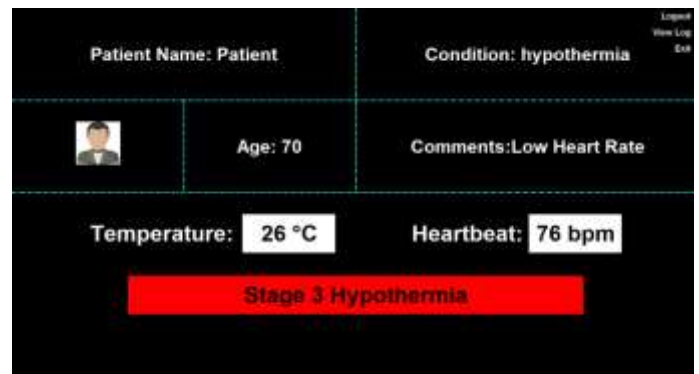 Logout
View Log
Exit
Patient Name: Patient
Condition: hypothermia
Age: 70
Comments:Low Heart Rate
Temperature: 26 °C
Heartbeat: 76 bpm
Stage 3 Hypothermia